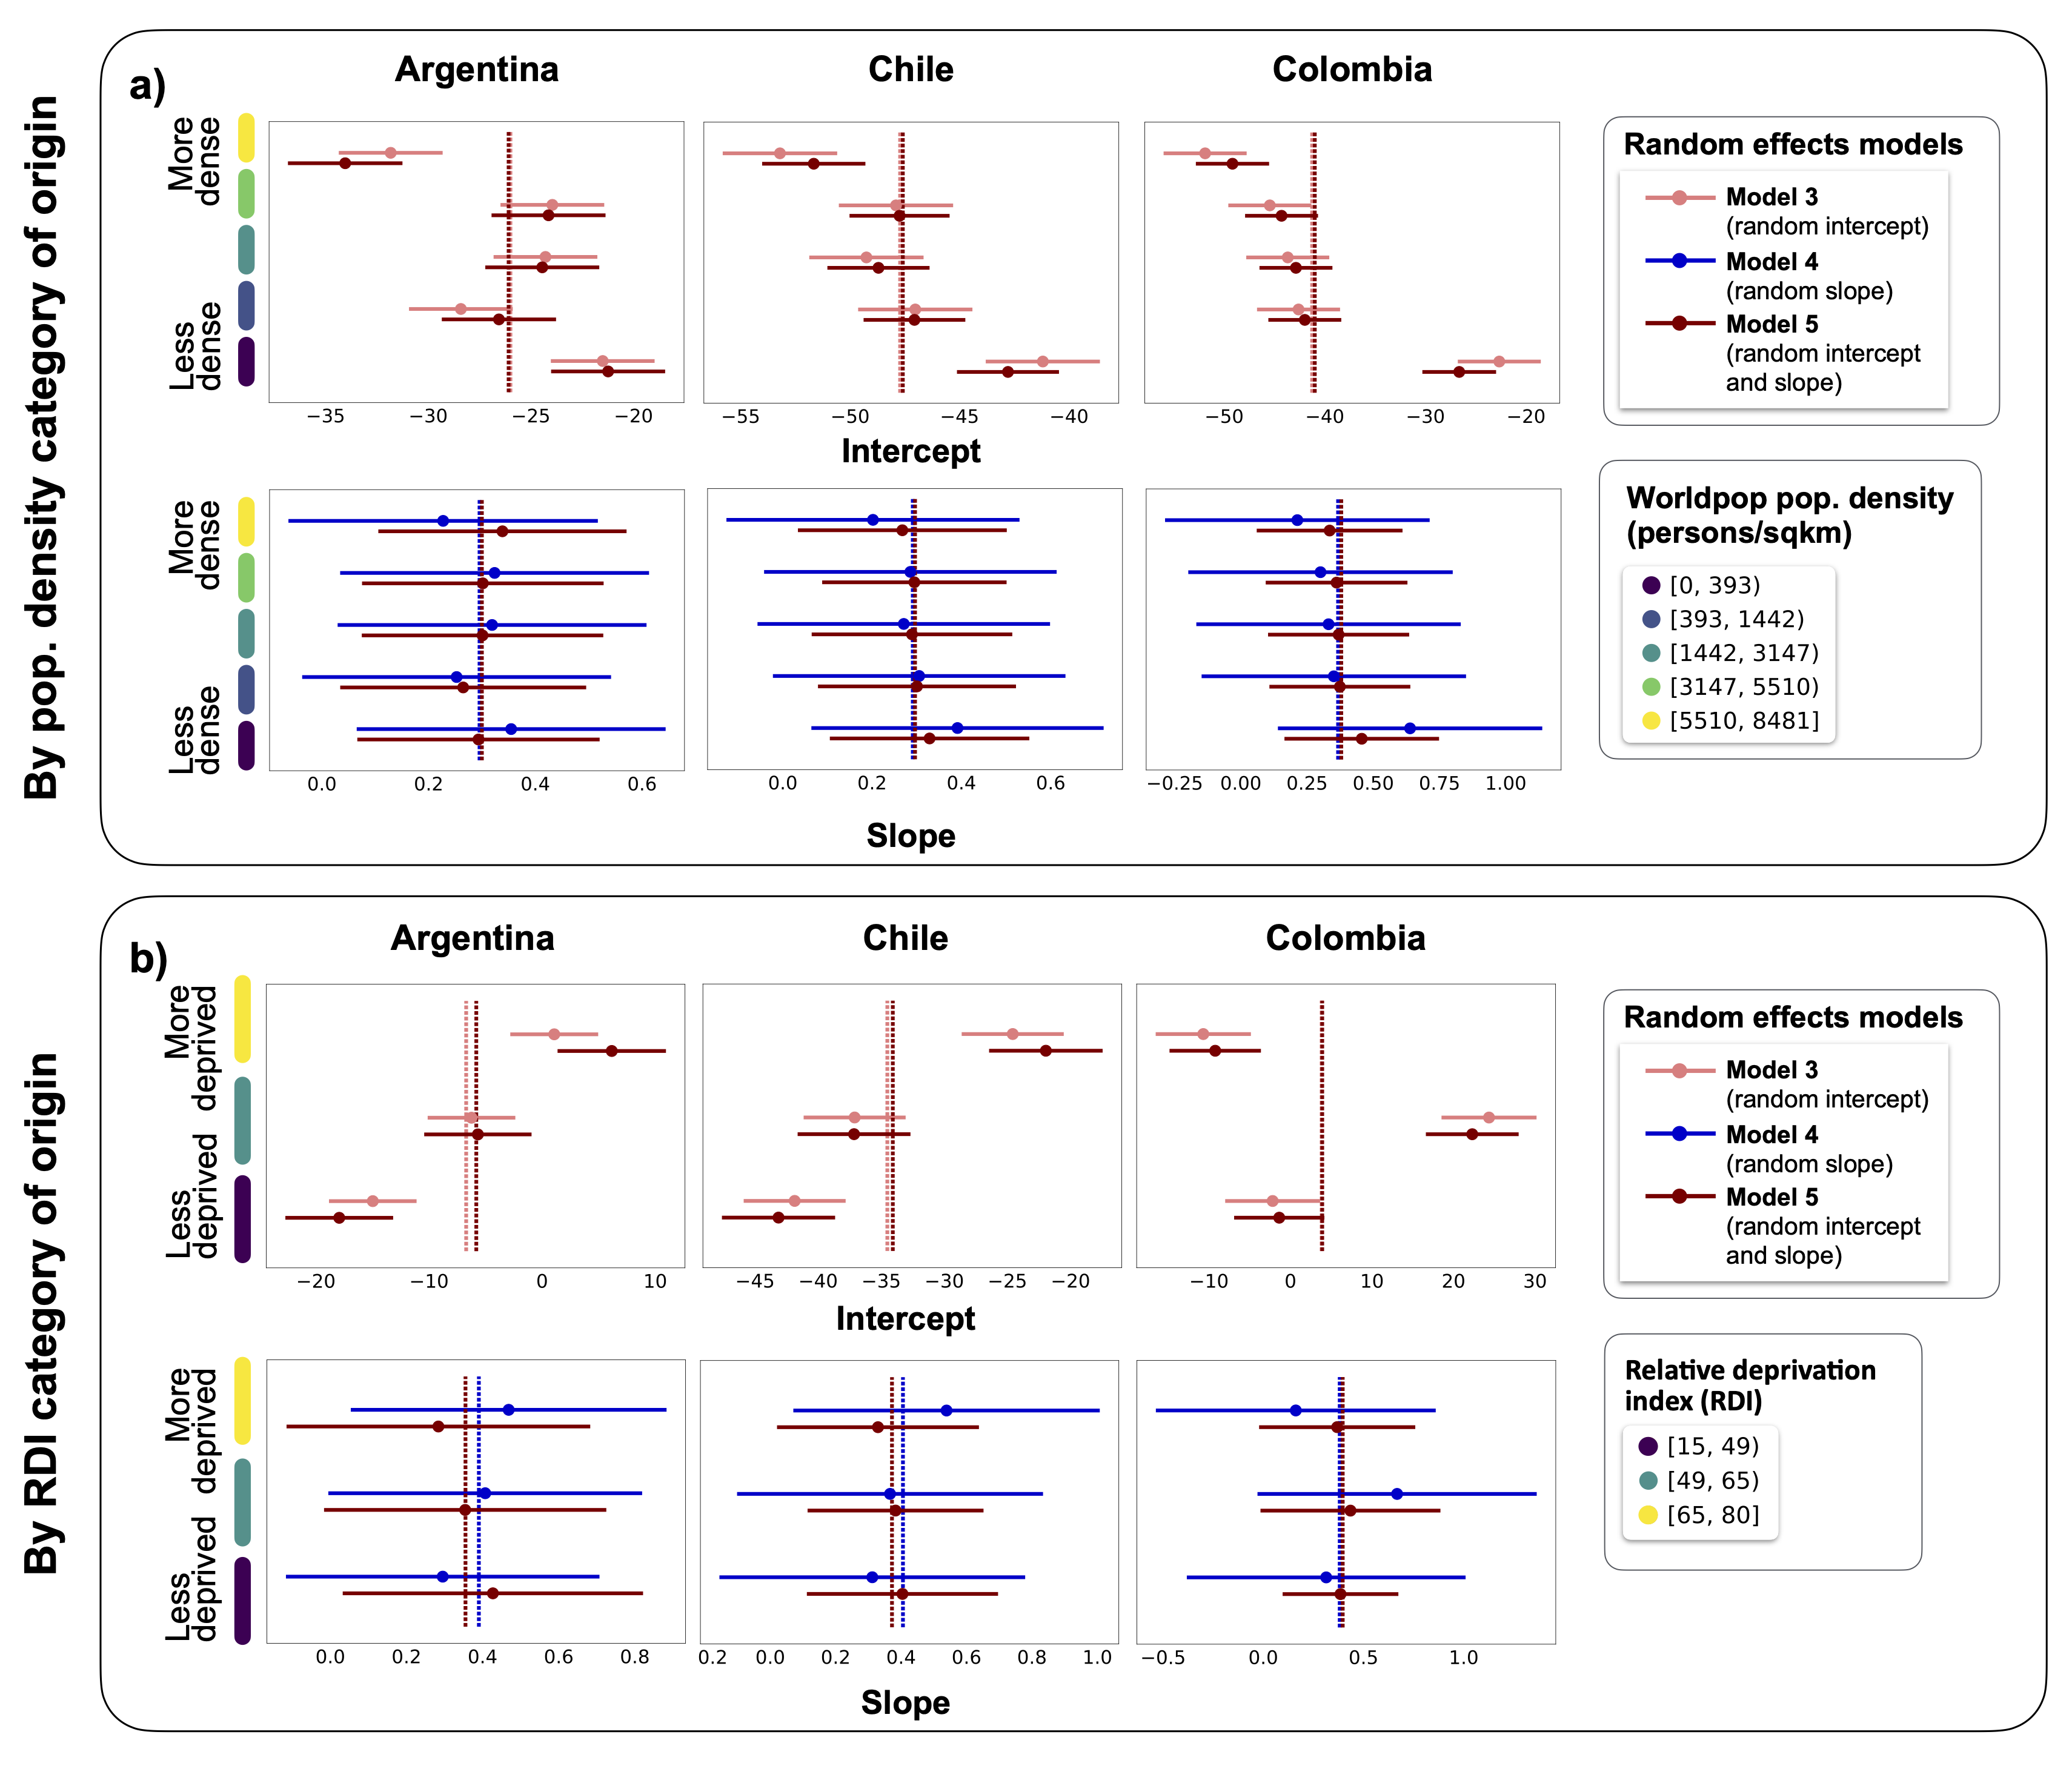 By pop. density category of origin
a)
Argentina
Chile
Colombia
More
dense
Less
dense
−35
−30
−25
−20
−55
−50
−45
−40
−50
−40
−30
−20
Intercept
More
dense
Less
dense
0.0
0.2
0.4
0.6
0.0
0.2
0.4
0.6
−0.25
0.00
0.25
0.50
0.75
1.00
Slope
Random effects models
Model 3
(random intercept)
Model 4
(random slope)
Model 5
(random intercept
and slope)
Worldpop pop. density
(persons/sqkm)
[0, 393)
[393, 1442)
[1442, 3147)
[3147, 5510)
[5510, 8481]
By RDI category of origin
b)
Argentina
Chile
Colombia
More
deprived
Less
deprived
−20
−10
0
10
−45
−40
−35
−30
−25
−20
−10
0
10
20
30
Intercept
More
deprived
Less
deprived
0.0
0.2
0.4
0.6
0.8
0.2
0.0
0.2
0.4
0.6
0.8
1.0
−0.5
0.0
0.5
1.0
Slope
Random effects models
Model 3
(random intercept)
Model 4
(random slope)
Model 5
(random intercept
and slope)
Relative deprivation
index (RDI)
[15, 49)
[49, 65)
[65, 80]